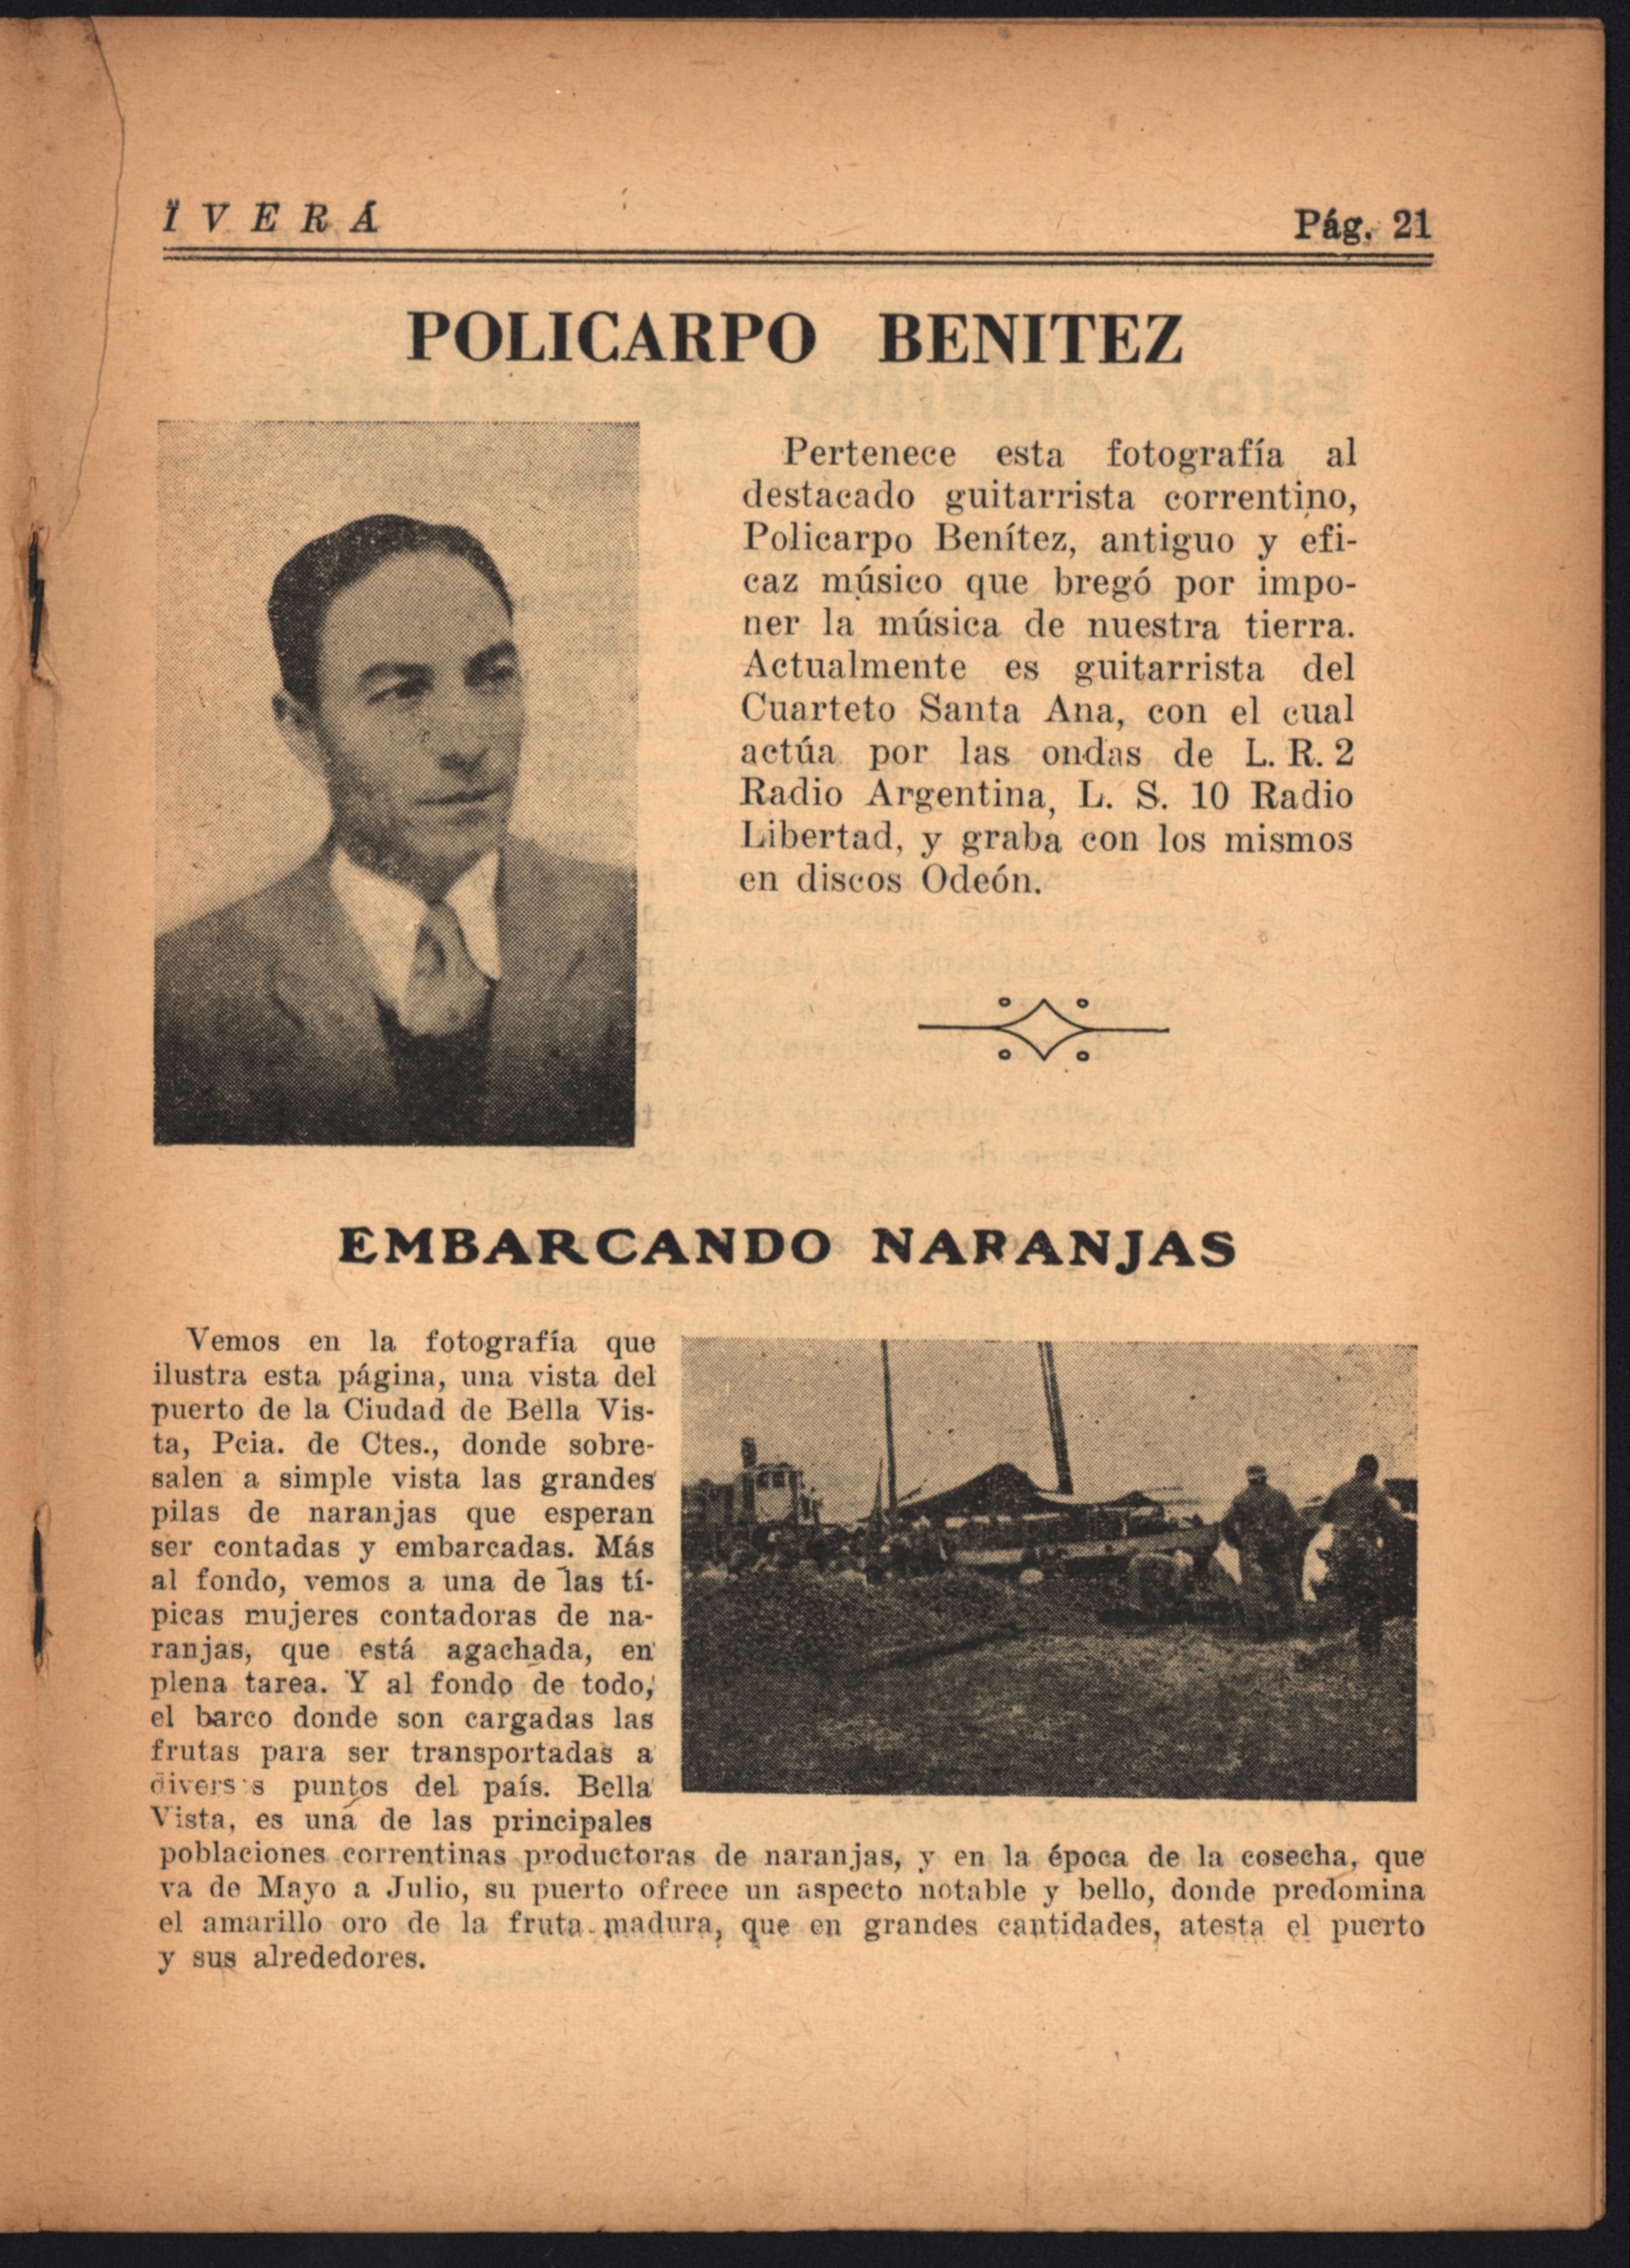 Ï V E R Á
Pág. 21
POLICARPO BENITEZ
Pertenece esta fotografía al
destacado guitarrista correntino,
Policarpo Benítez, antiguo y efi-
caz músico que bregó por impo-
ner la música de nuestra tierra.
Actualmente es guitarrista del
Cuarteto Santa Ana, con el cual
actúa por las ondas de L. R. 2
Radio Argentina, L. S. 10 Radio
Libertad, y graba con los mismos
en discos Odeón.
EMBARCANDO NARANJAS
Vemos en la fotografía que
ilustra esta página, una vista del
puerto de la Ciudad de Bella Vis-
ta, Pcia. de Ctes., donde sobre-
salen a simple vista las grandes
pilas de naranjas que esperan
ser contadas y embarcadas. Más
al fondo, vemos a una de las tí-
picas mujeres contadoras de na-
ranjas, que está agachada, en
plena tarea. Y al fondo de todo,
el barco donde son cargadas las
frutas para ser transportadas a
diversos puntos del país. Bella
Vista, es una de las principales
poblaciones correntinas productoras de naranjas, y en la época de la cosecha, que
va de Mayo a Julio, su puerto ofrece un aspecto notable y bello, donde predomina
el amarillo oro de la fruta madura, que en grandes cantidades, atesta el puerto
y sus alrededores.